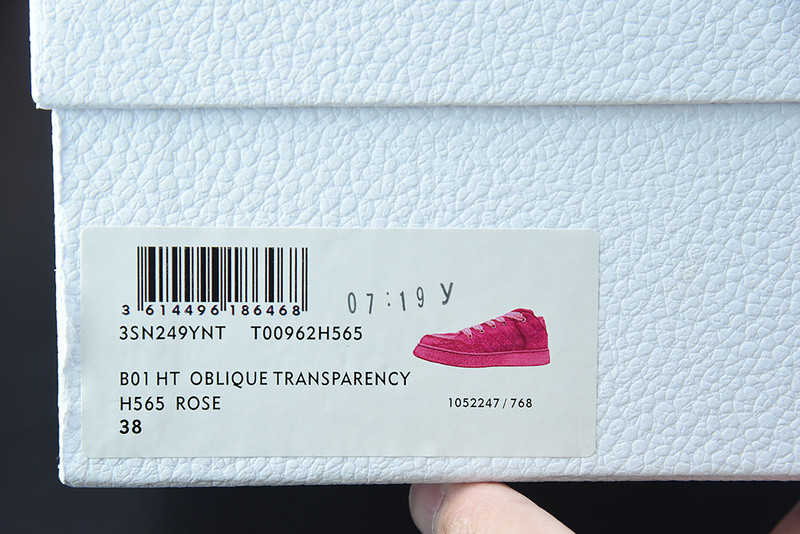 3 614496 186468
07:19 y
3SN249YNT T00962H565
B01 HT OBLIQUE TRANSPARENCY
H565 ROSE
1052247/768
38